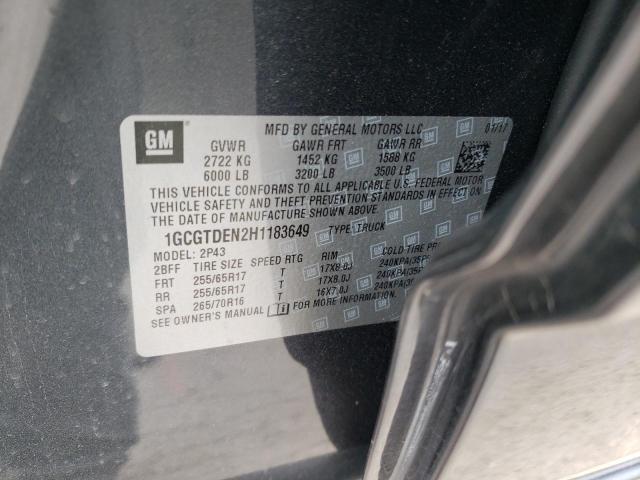 GM
MFD BY GENERAL MOTORS LLC 01/17
GVWR GAWR FRT GAWR RR
2722 KG 1452 KG 1588 KG
6000 LB 3200 LB 3500 LB
THIS VEHICLE CONFORMS TO ALL APPLICABLE U.S. FEDERAL MOTOR
VEHICLE SAFETY AND THEFT PREVENTION STANDARDS IN EFFECT ON
THE DATE OF MANUFACTURE SHOWN ABOVE.
1GCGTDEN2H1183649 TYPE: TRUCK
MODEL: 2P43
2BFF TIRE SIZE SPEED RTG RIM COLD TIRE
FRT 255/65R17 T 17X8.0J 240KPA
RR 255/65R17 T 17X8.0J 240KPA
SPA 265/70R16 T 16X7.0J 240KPA
SEE OWNER'S MANUAL FOR MORE INFORMATION.